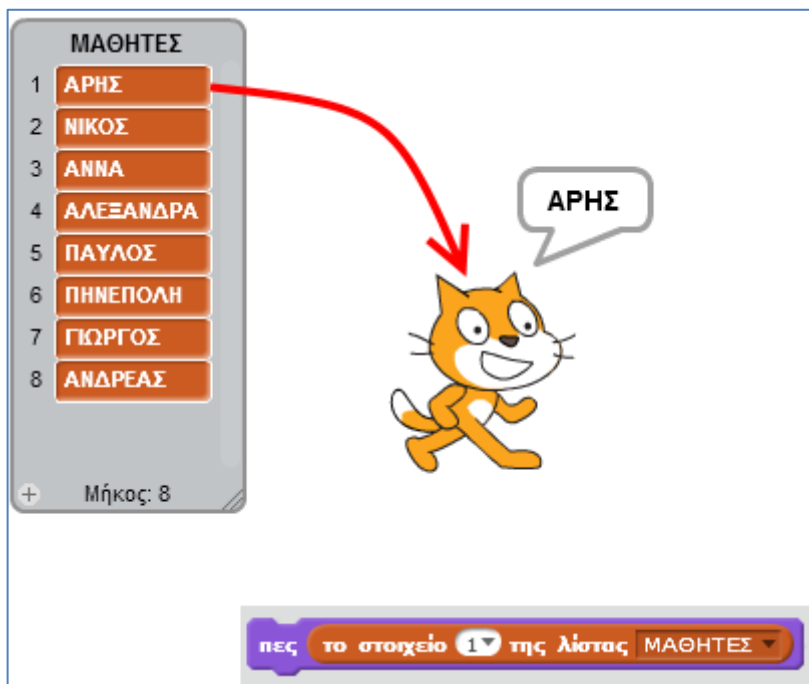 ΜΑΘΗΤΕΣ
1 ΑΡΗΣ
2 ΝΙΚΟΣ
3 ΑΝΝΑ
4 ΑΛΕΞΑΝΔΡΑ
5 ΠΑΥΛΟΣ
6 ΠΗΝΕΠΟΛΗ
7 ΓΙΩΡΓΟΣ
8 ΑΝΔΡΕΑΣ
+ Μήκος: 8
ΑΡΗΣ
πες το στοιχείο 1 της λίστας ΜΑΘΗΤΕΣ